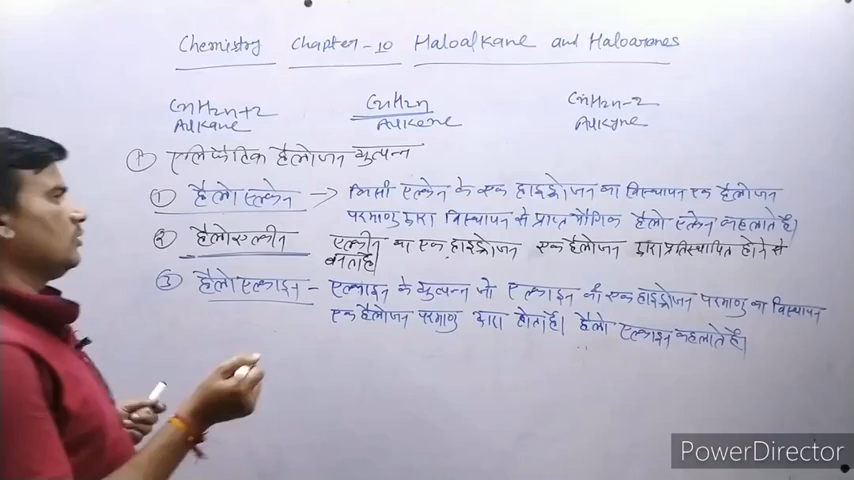 Chemistry Chapter-10 Haloalkane and Haloarenes
CnH2n+2 CnH2n CnH2n-2
Alkane Alkene Alkyne
① एलिफैटिक हैलोजन व्युत्पन्न
① हैलो एल्केन → किसी एल्केन के एक हाइड्रोजन का विस्थापन एक हैलोजन
परमाणु द्वारा विस्थापन से प्राप्त यौगिक हैलो एल्केन कहलाते हैं।
② हैलोएल्कीन एल्कीन का एक हाइड्रोजन एक हैलोजन द्वारा प्रतिस्थापित होने से
बनता है।
③ हैलोएल्काइन - एल्काइन के व्युत्पन्न जो एल्काइन की एक हाइड्रोजन परमाणु का विस्थापन
एक हैलोजन परमाणु द्वारा होता है। हैलो एल्काइन कहलाते हैं।
PowerDirector